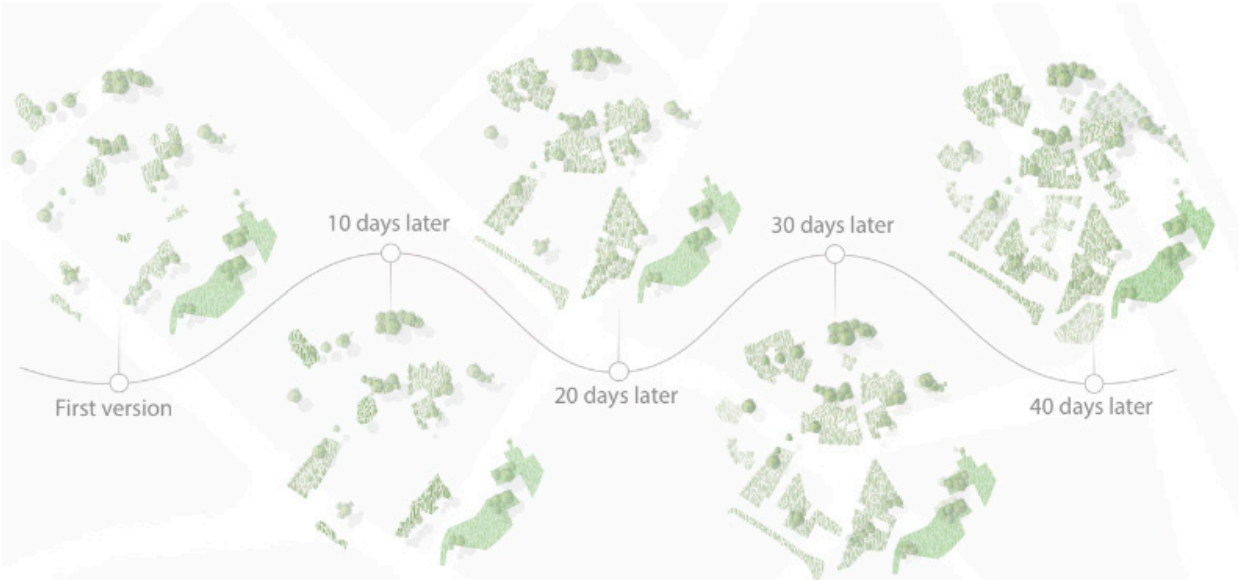 First version
10 days later
20 days later
30 days later
40 days later